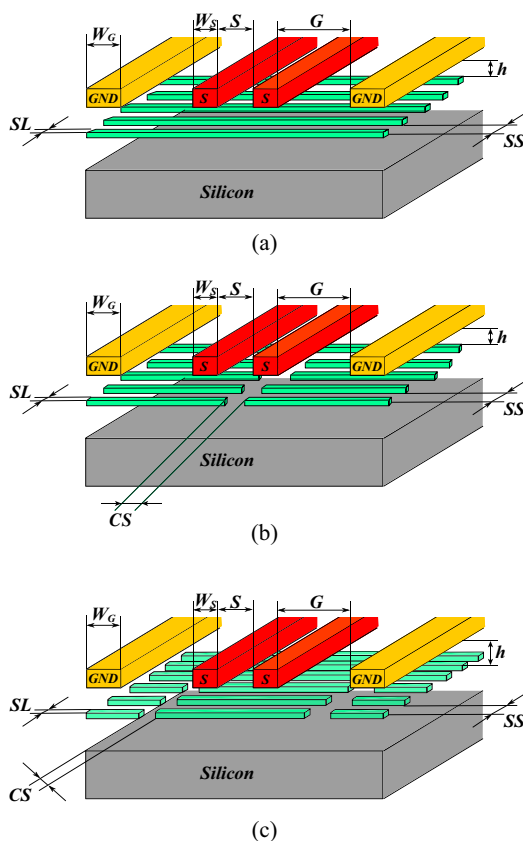 W_G W_S S G
h
GND S S GND
SL SS
Silicon
(a)
W_G W_S S G
h
GND S S GND
SL SS
Silicon
CS
(b)
W_G W_S S G
h
GND S S GND
SL SS
Silicon
CS
(c)